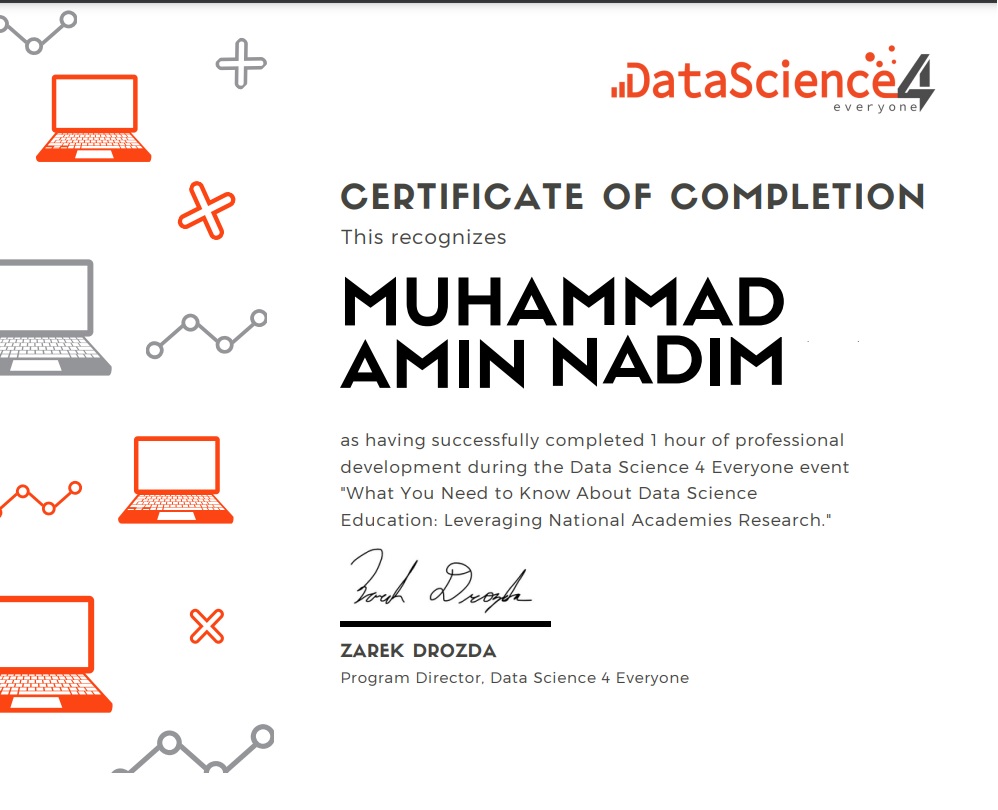 DataScience4
everyone
CERTIFICATE OF COMPLETION
This recognizes
MUHAMMAD
AMIN NADIM
as having successfully completed 1 hour of professional
development during the Data Science 4 Everyone event
"What You Need to Know About Data Science
Education: Leveraging National Academies Research."
Zarek Drozda
ZAREK DROZDA
Program Director, Data Science 4 Everyone